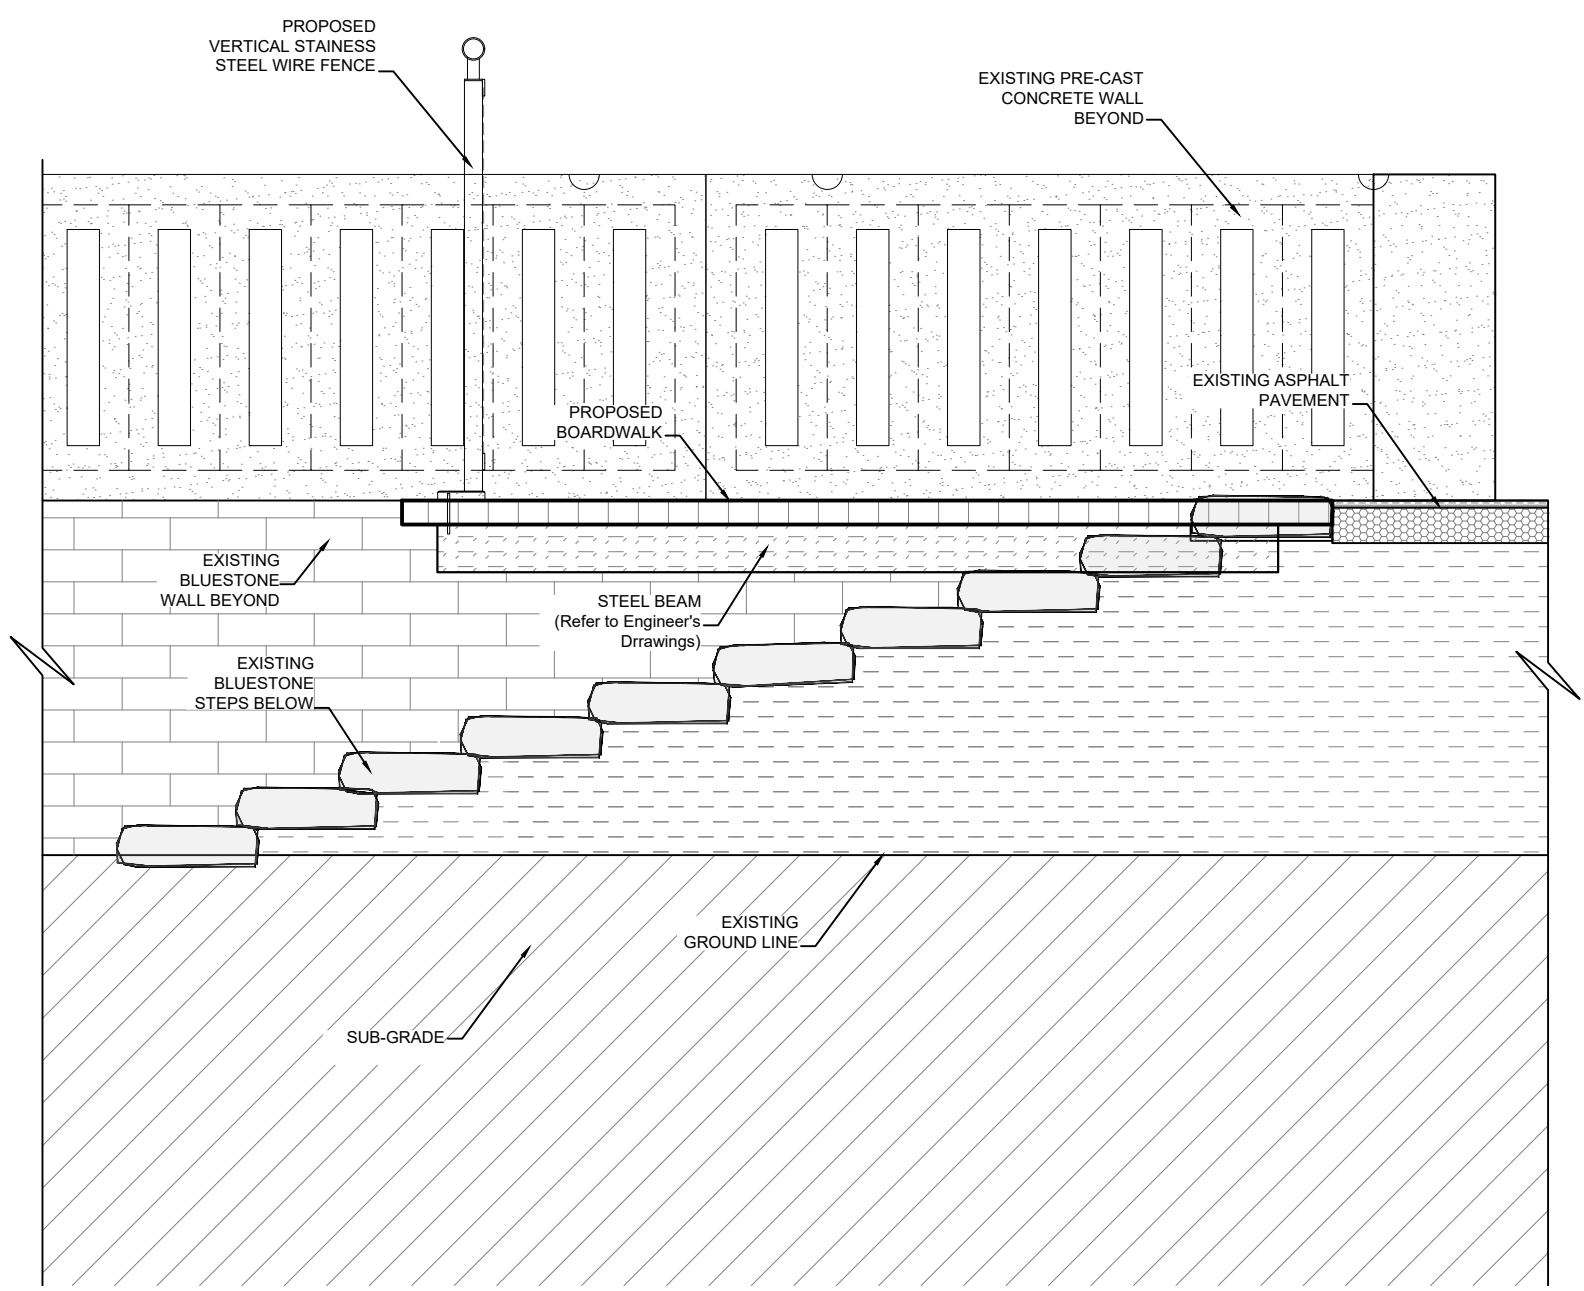 PROPOSED
VERTICAL STAINESS
STEEL WIRE FENCE
EXISTING PRE-CAST
CONCRETE WALL
BEYOND
EXISTING ASPHALT
PAVEMENT
PROPOSED
BOARDWALK
EXISTING
BLUESTONE
WALL BEYOND
STEEL BEAM
(Refer to Engineer's
Drrawings)
EXISTING
BLUESTONE
STEPS BELOW
EXISTING
GROUND LINE
SUB-GRADE